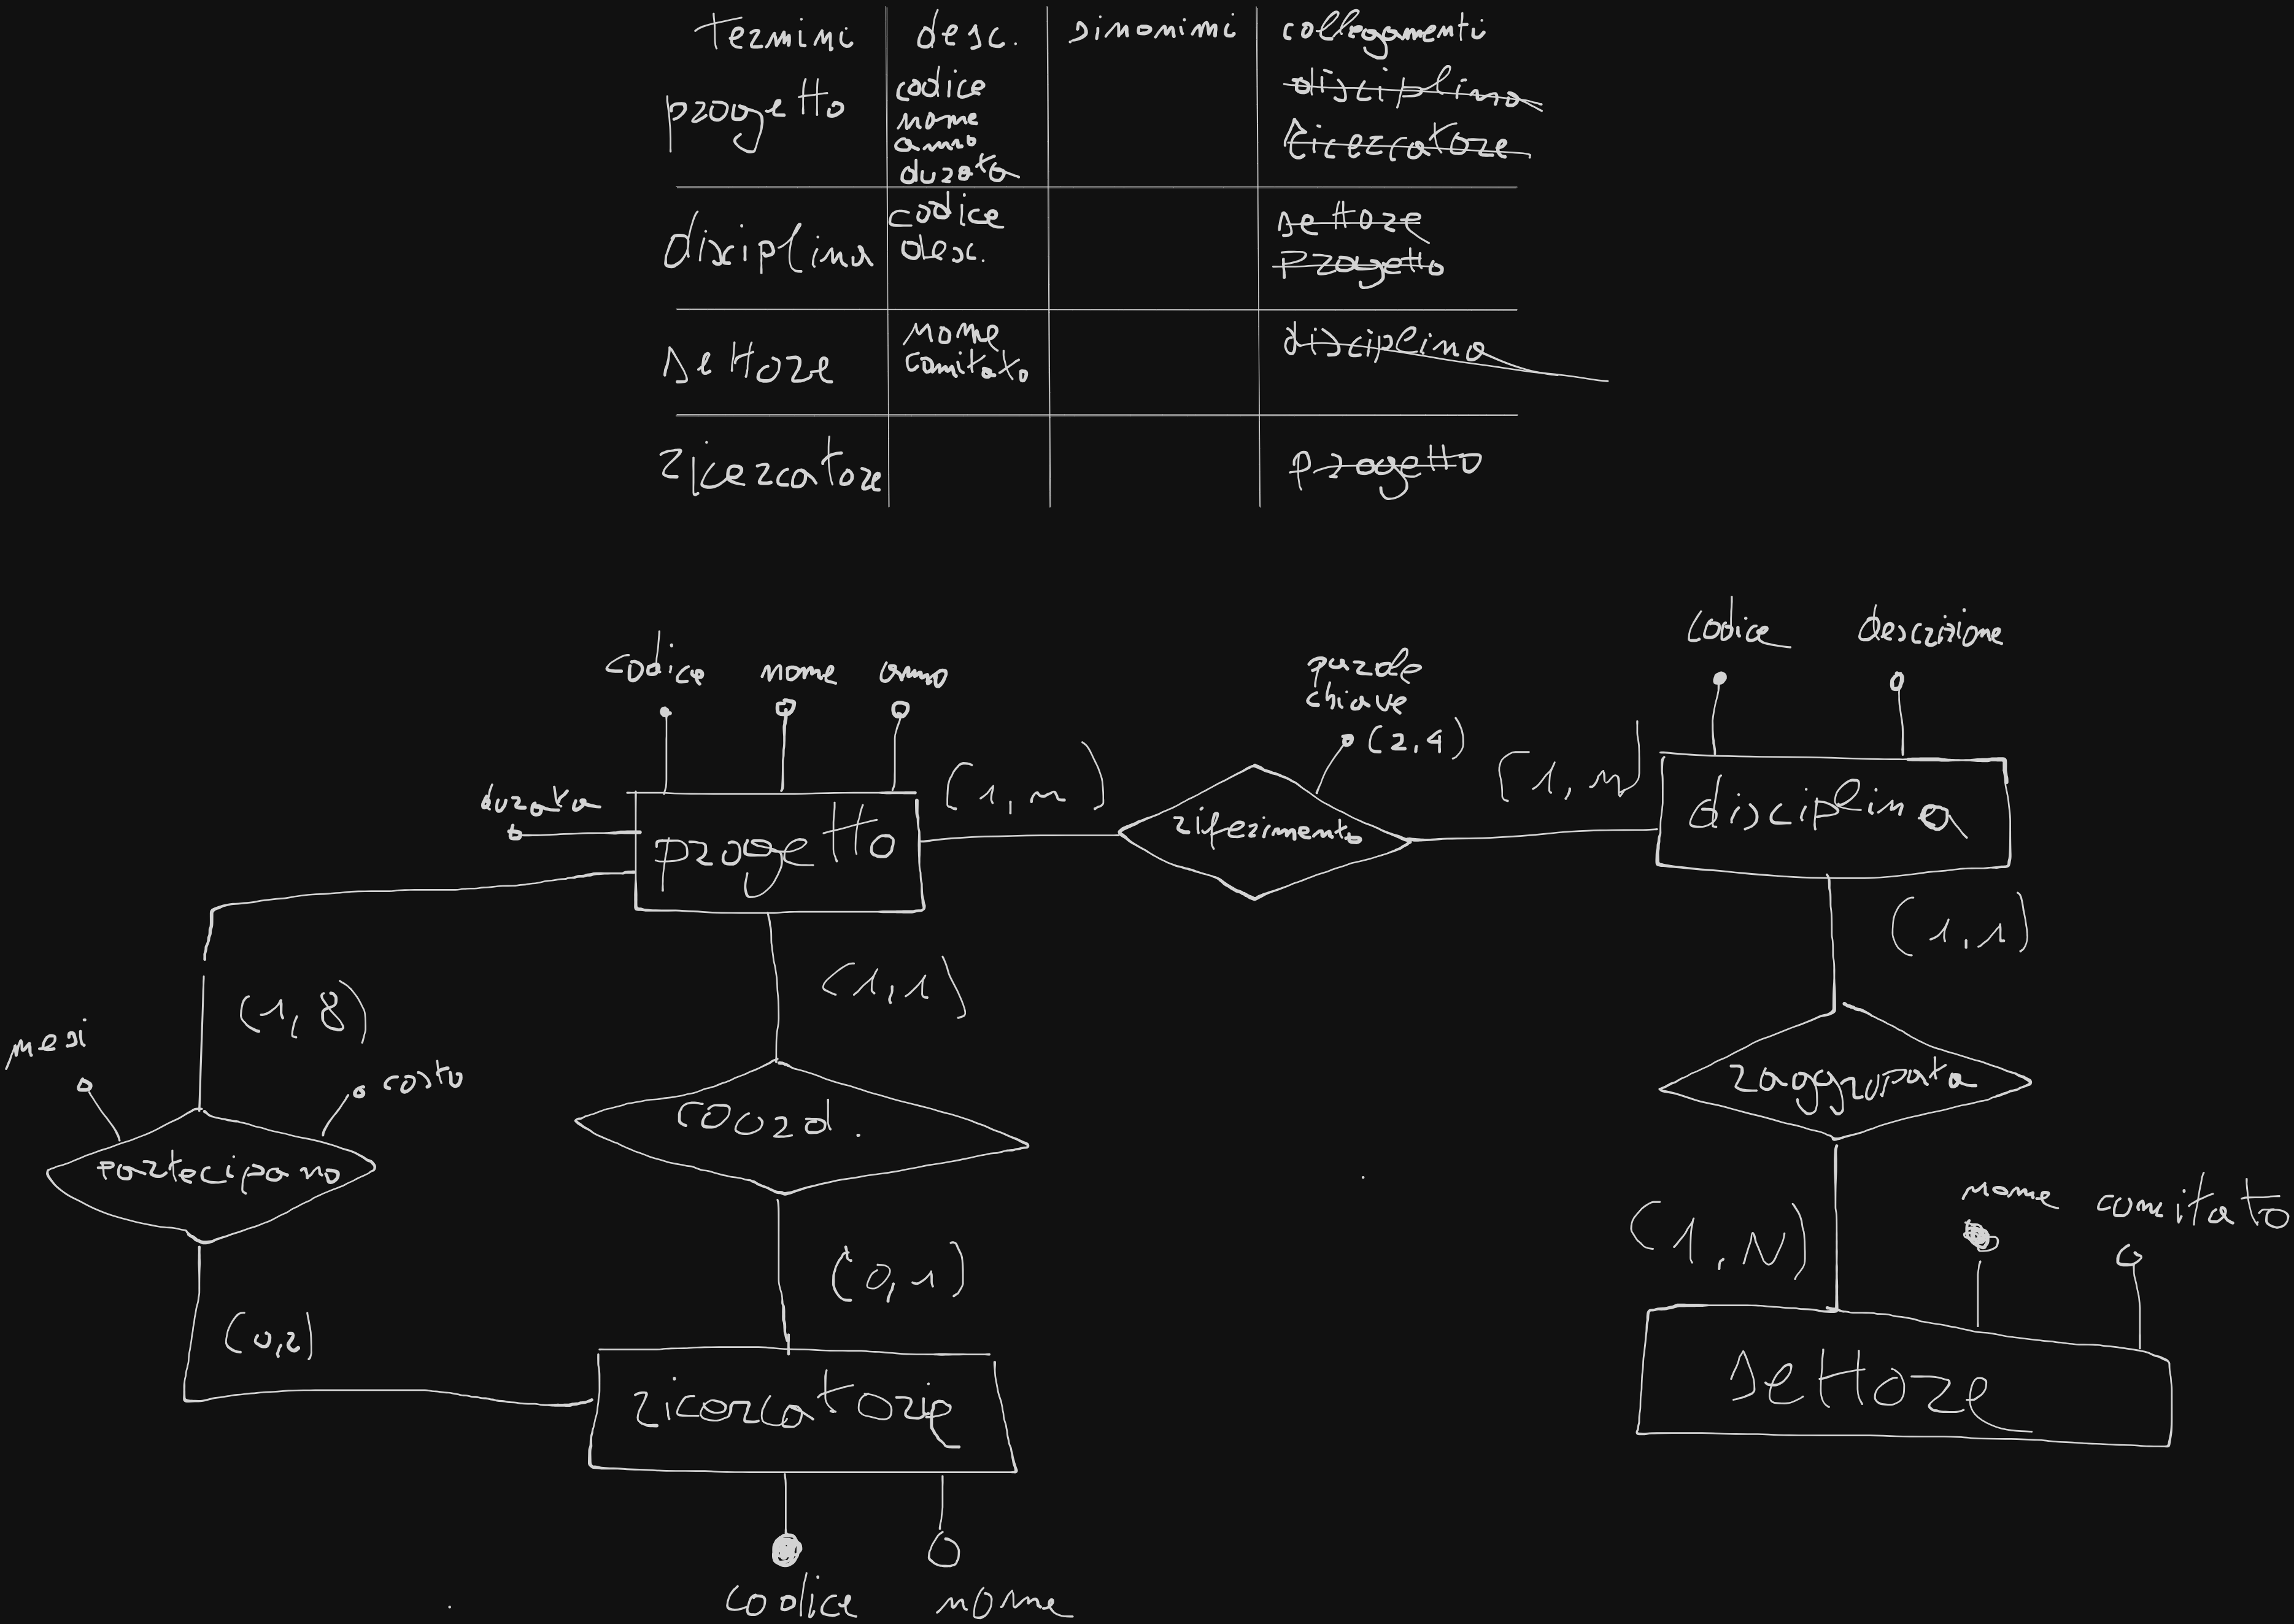 termini desc. sinonimi collegamenti
progetto codice disciplina
nome ricercatore
anno
durata
disciplina codice settore
desc. progetto
settore nome disciplina
comitato
ricercatore progetto
codice nome anno
durata
progetto
(1,n)
parole
chiave
(2,4)
riferimento
(1,n)
codice descrizione
disciplina
(1,1)
raggruppata
(1,N)
nome comitato
settore
(1,8)
mesi
costo
partecipano
(0,2)
(1,1)
coord.
(0,1)
ricercatorie
codice nome